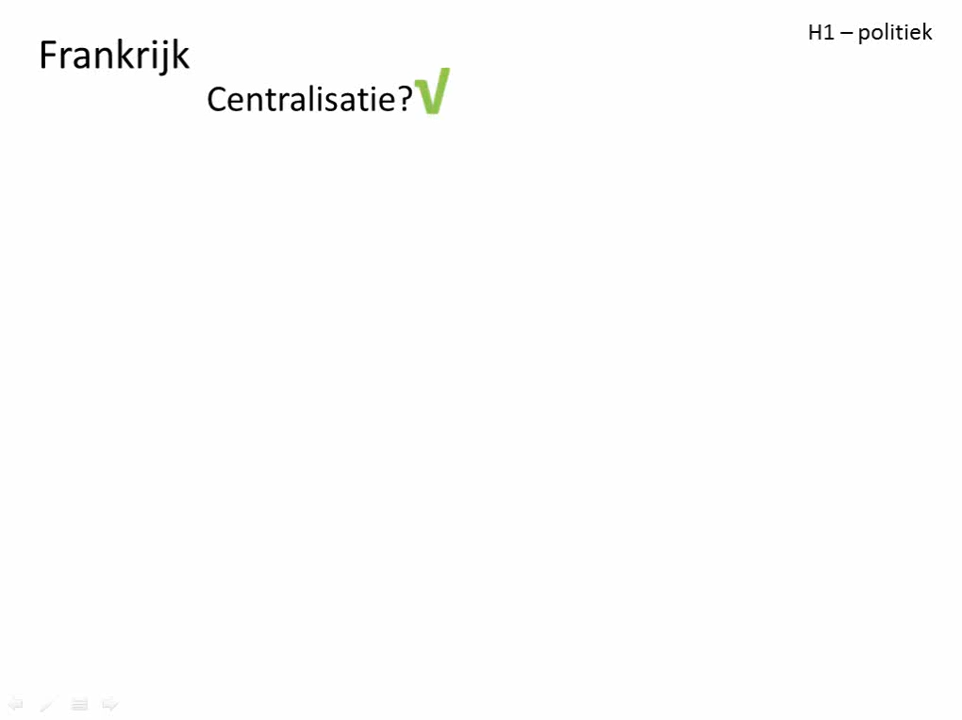 H1 – politiek
Frankrijk
Centralisatie?√